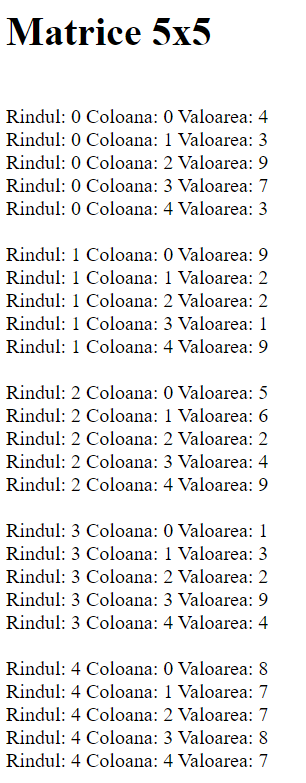 Matrice 5x5
Rindul: 0 Coloana: 0 Valoarea: 4
Rindul: 0 Coloana: 1 Valoarea: 3
Rindul: 0 Coloana: 2 Valoarea: 9
Rindul: 0 Coloana: 3 Valoarea: 7
Rindul: 0 Coloana: 4 Valoarea: 3
Rindul: 1 Coloana: 0 Valoarea: 9
Rindul: 1 Coloana: 1 Valoarea: 2
Rindul: 1 Coloana: 2 Valoarea: 2
Rindul: 1 Coloana: 3 Valoarea: 1
Rindul: 1 Coloana: 4 Valoarea: 9
Rindul: 2 Coloana: 0 Valoarea: 5
Rindul: 2 Coloana: 1 Valoarea: 6
Rindul: 2 Coloana: 2 Valoarea: 2
Rindul: 2 Coloana: 3 Valoarea: 4
Rindul: 2 Coloana: 4 Valoarea: 9
Rindul: 3 Coloana: 0 Valoarea: 1
Rindul: 3 Coloana: 1 Valoarea: 3
Rindul: 3 Coloana: 2 Valoarea: 2
Rindul: 3 Coloana: 3 Valoarea: 9
Rindul: 3 Coloana: 4 Valoarea: 4
Rindul: 4 Coloana: 0 Valoarea: 8
Rindul: 4 Coloana: 1 Valoarea: 7
Rindul: 4 Coloana: 2 Valoarea: 7
Rindul: 4 Coloana: 3 Valoarea: 8
Rindul: 4 Coloana: 4 Valoarea: 7